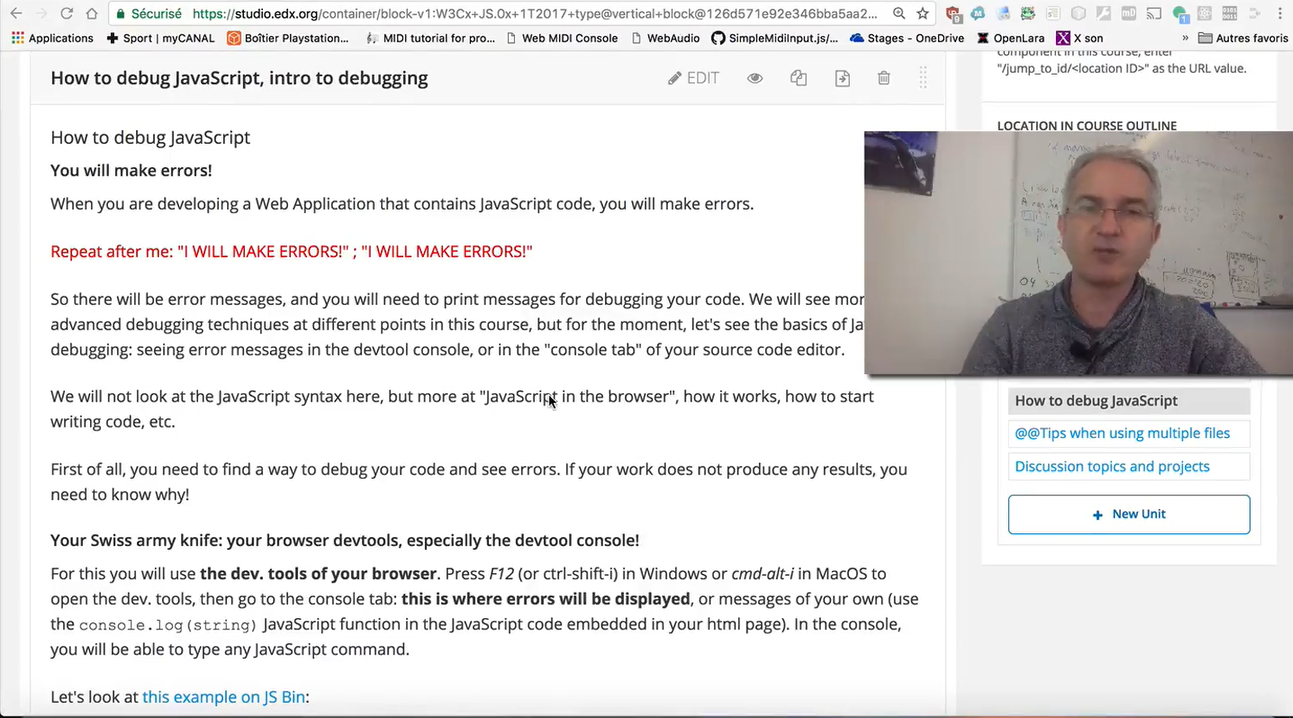 Sécurisé https://studio.edx.org/container/block-v1:W3Cx+JS.0x+1T2017+type@vertical+block@126d571e92e346bba5aa2...
Applications Sport | myCANAL Boîtier Playstation... MIDI tutorial for pro... Web MIDI Console WebAudio SimpleMidiInput.js/... Stages - OneDrive OpenLara X son » Autres favoris
How to debug JavaScript, intro to debugging
EDIT
How to debug JavaScript
You will make errors!
When you are developing a Web Application that contains JavaScript code, you will make errors.
Repeat after me: "I WILL MAKE ERRORS!" ; "I WILL MAKE ERRORS!"
So there will be error messages, and you will need to print messages for debugging your code. We will see
advanced debugging techniques at different points in this course, but for the moment, let's see the basics of
debugging: seeing error messages in the devtool console, or in the "console tab" of your source code editor.
We will not look at the JavaScript syntax here, but more at "JavaScript in the browser", how it works, how to start
writing code, etc.
First of all, you need to find a way to debug your code and see errors. If your work does not produce any results, you
need to know why!
Your Swiss army knife: your browser devtools, especially the devtool console!
For this you will use the dev. tools of your browser. Press F12 (or ctrl-shift-i) in Windows or cmd-alt-i in MacOS to
open the dev. tools, then go to the console tab: this is where errors will be displayed, or messages of your own (use
the console.log(string) JavaScript function in the JavaScript code embedded in your html page). In the console,
you will be able to type any JavaScript command.
Let's look at this example on JS Bin:
component in this course, enter
"/jump_to_id/<location ID>" as the URL value.
LOCATION IN COURSE OUTLINE
How to debug JavaScript
@@Tips when using multiple files
Discussion topics and projects
+ New Unit